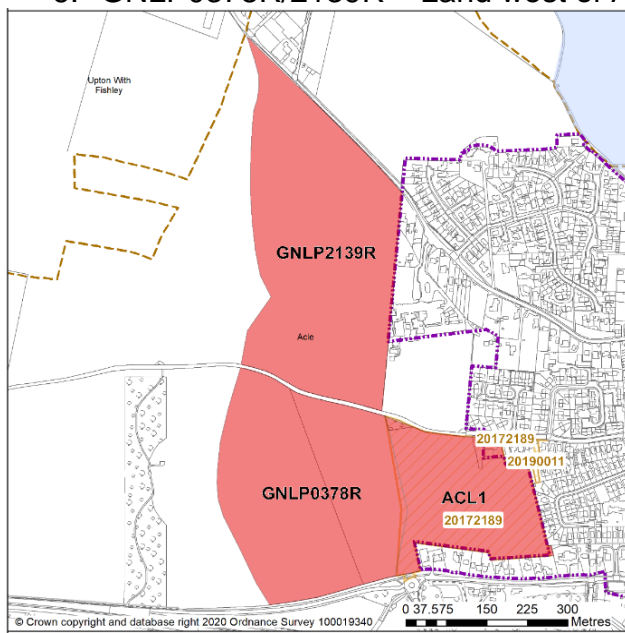 Upton With
Fishley
GNLP2139R
Acle
20172189
20190011
GNLP0378R
ACL1
20172189
0 37.575 150 225 300
Metres
© Crown copyright and database right 2020 Ordnance Survey 100019340